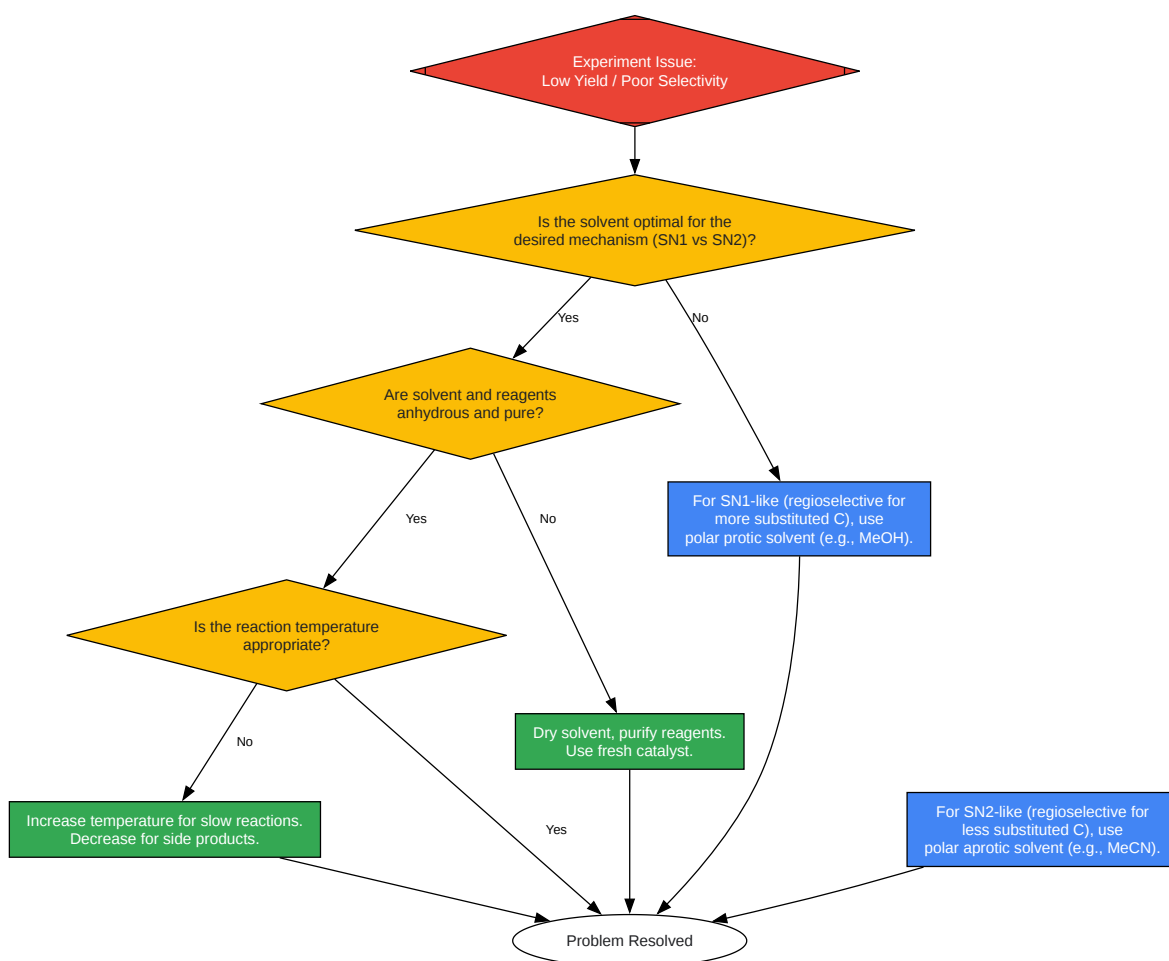 Experiment Issue:
Low Yield / Poor Selectivity
Is the solvent optimal for the
desired mechanism (SN1 vs SN2)?
Yes
No
Are solvent and reagents
anhydrous and pure?
Yes
No
For SN1-like (regioselective for
more substituted C), use
polar protic solvent (e.g., MeOH).
Is the reaction temperature
appropriate?
No
Yes
Dry solvent, purify reagents.
Use fresh catalyst.
Increase temperature for slow reactions.
Decrease for side products.
For SN2-like (regioselective for
less substituted C), use
polar aprotic solvent (e.g., MeCN).
Problem Resolved